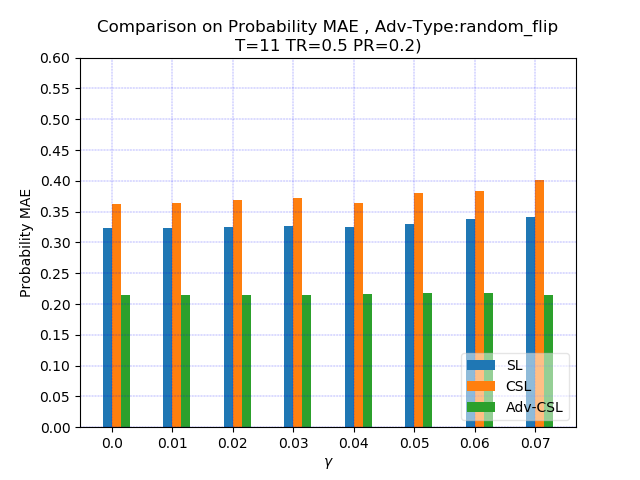 Comparison on Probability MAE , Adv-Type:random_flip
T=11 TR=0.5 PR=0.2)
0.60
0.55
0.50
0.45
0.40
0.35
0.30
0.25
0.20
0.15
0.10
0.05
0.00
Probability MAE
SL
CSL
Adv-CSL
0.0 0.01 0.02 0.03 0.04 0.05 0.06 0.07
γ